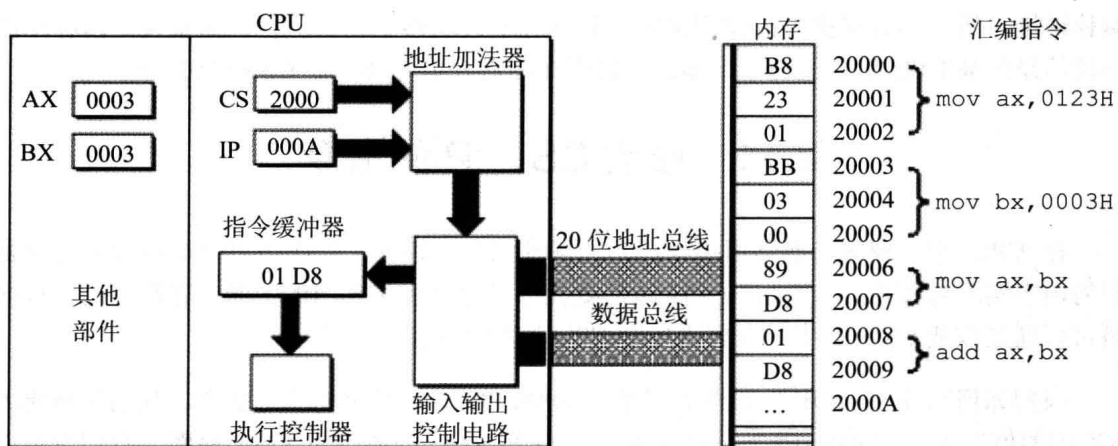 CPU
内存
汇编指令
地址加法器
AX 0003
BX 0003
CS 2000
IP 000A
指令缓冲器
01 D8
其他
部件
执行控制器
输入输出
控制电路
20 位地址总线
数据总线
B8 20000
23 20001
01 20002
BB 20003
03 20004
00 20005
89 20006
D8 20007
01 20008
D8 20009
… 2000A
mov ax,0123H
mov bx,0003H
mov ax,bx
add ax,bx